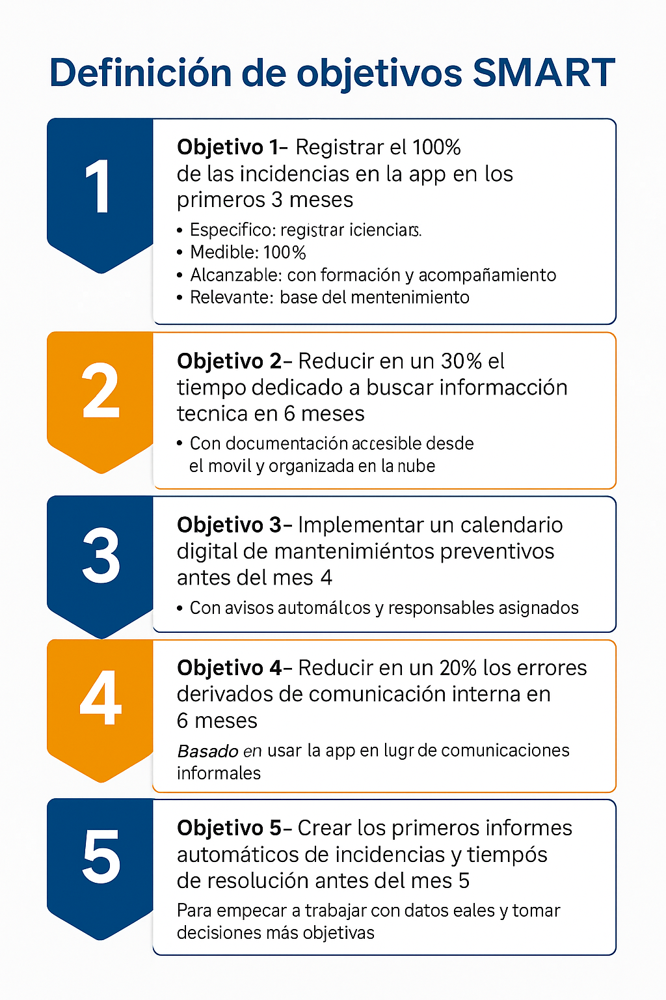 Definición de objetivos SMART
1
Objetivo 1– Registrar el 100%
de las incidencias en la app en los
primeros 3 meses
• Especifico: registrar icienciars.
• Medible: 100%
• Alcanzable: con formación y acompañamiento
• Relevante: base del mentenimiento
2
Objetivo 2– Reducir en un 30% el
tiempo dedicado a buscar informacción
tecnica en 6 meses
• Con documentación accesible desde
el movil y organizada en la nube
3
Objetivo 3– Implementar un calendario
digital de mantenimiéntos preventivos
antes del mes 4
• Con avisos y responsables asignados
4
Objetivo 4– Reducir en un 20% los errores
derivados de comunicación interna en
6 meses
Basado en usar la app en lugr de comunicaciones
informales
5
Objetivo 5– Crear los primeros informes
automáticos de incidencias y tiempós
de resolución antes del mes 5
Para empecar a trabajar con datos eales y tomar
decisiones más objetivas